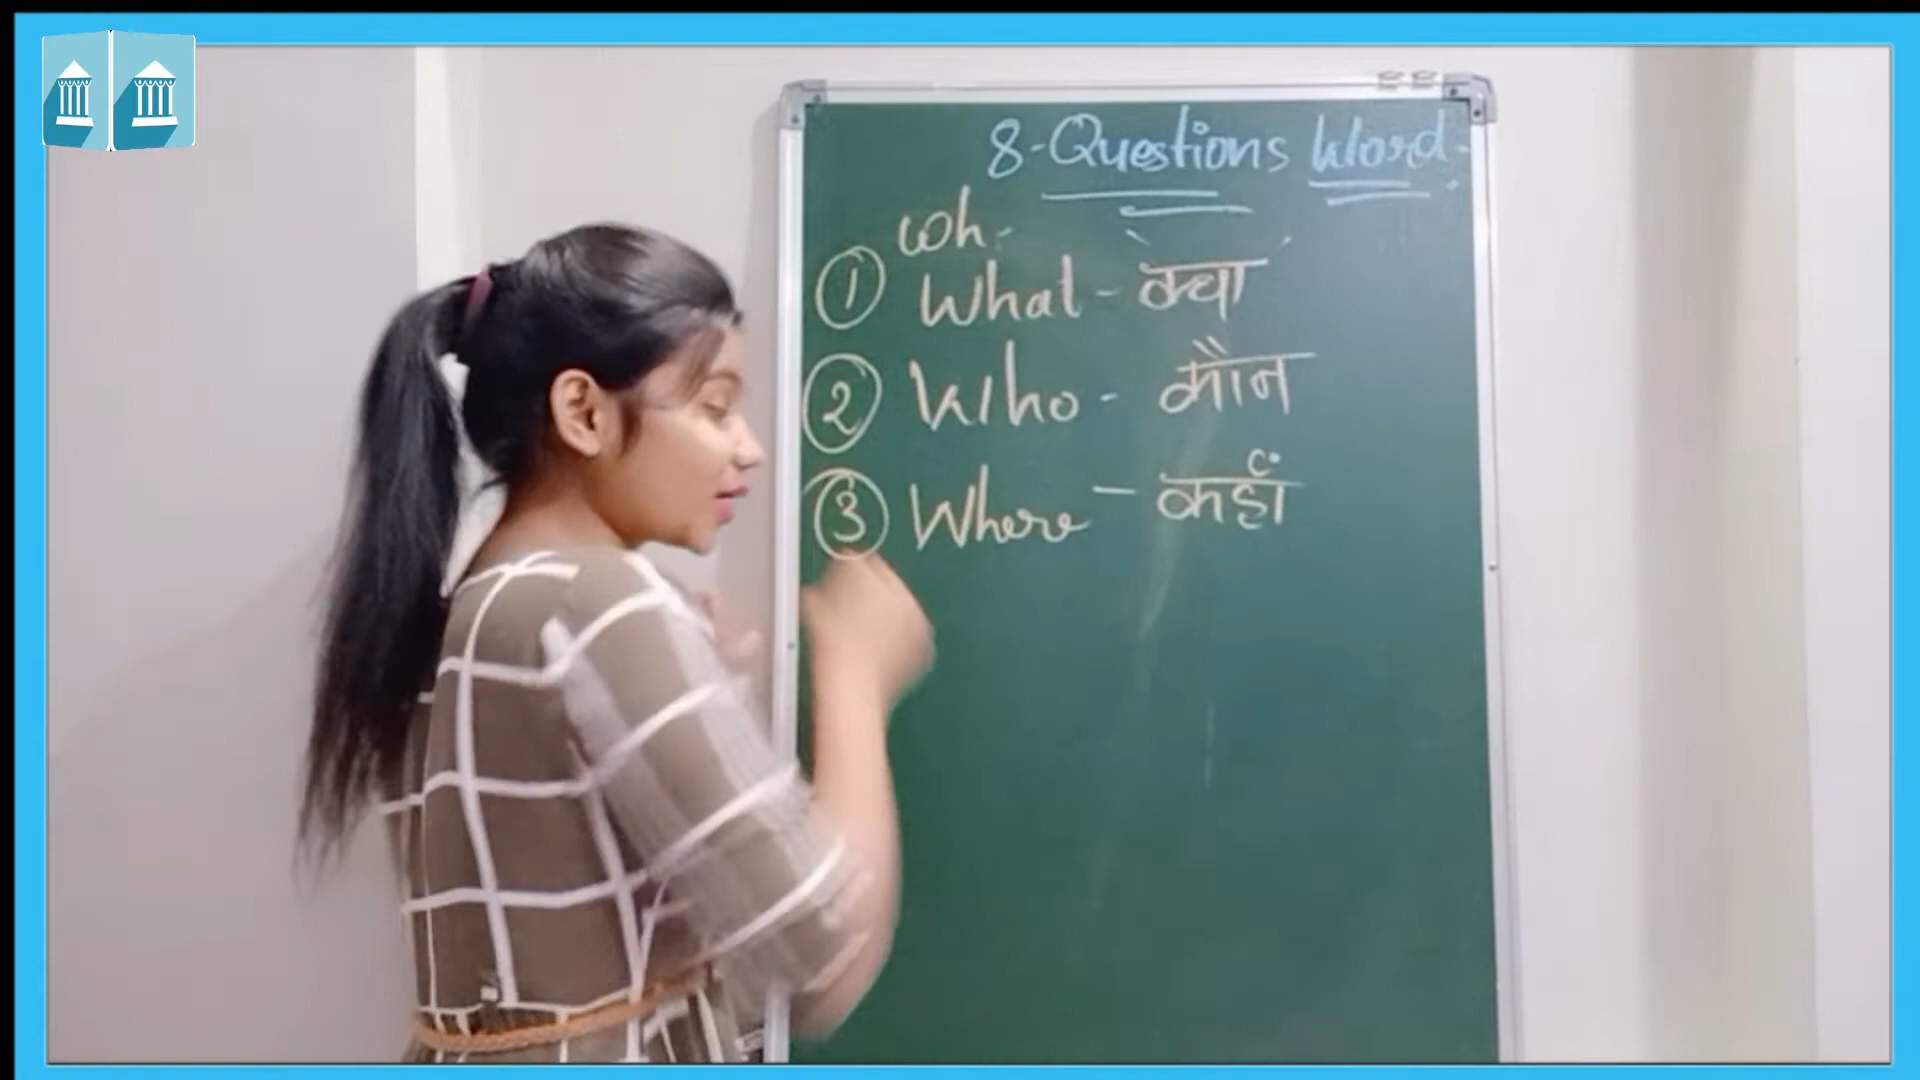 8-Questions Word-
Wh-
① What - क्या
② Who - कौन
③ Where - कहाँ